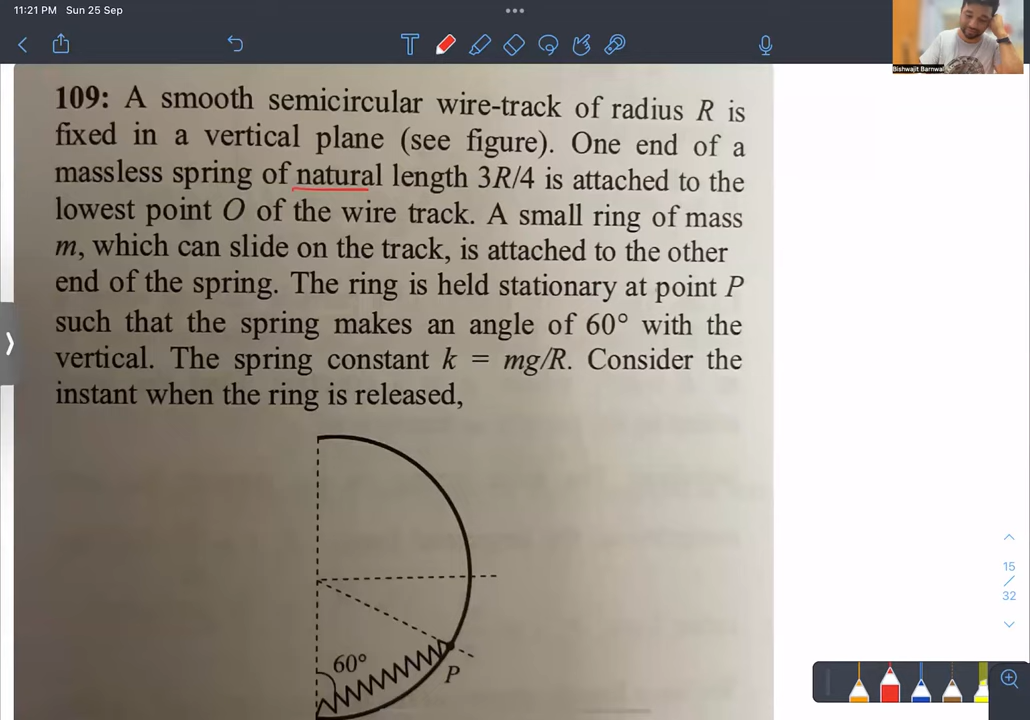 11:21 PM Sun 25 Sep
Bishwajit Barnwal
109: A smooth semicircular wire-track of radius R is
fixed in a vertical plane (see figure). One end of a
massless spring of natural length 3R/4 is attached to the
lowest point O of the wire track. A small ring of mass
m, which can slide on the track, is attached to the other
end of the spring. The ring is held stationary at point P
such that the spring makes an angle of 60° with the
vertical. The spring constant k = mg/R. Consider the
instant when the ring is released,
60°
P
15
/
32